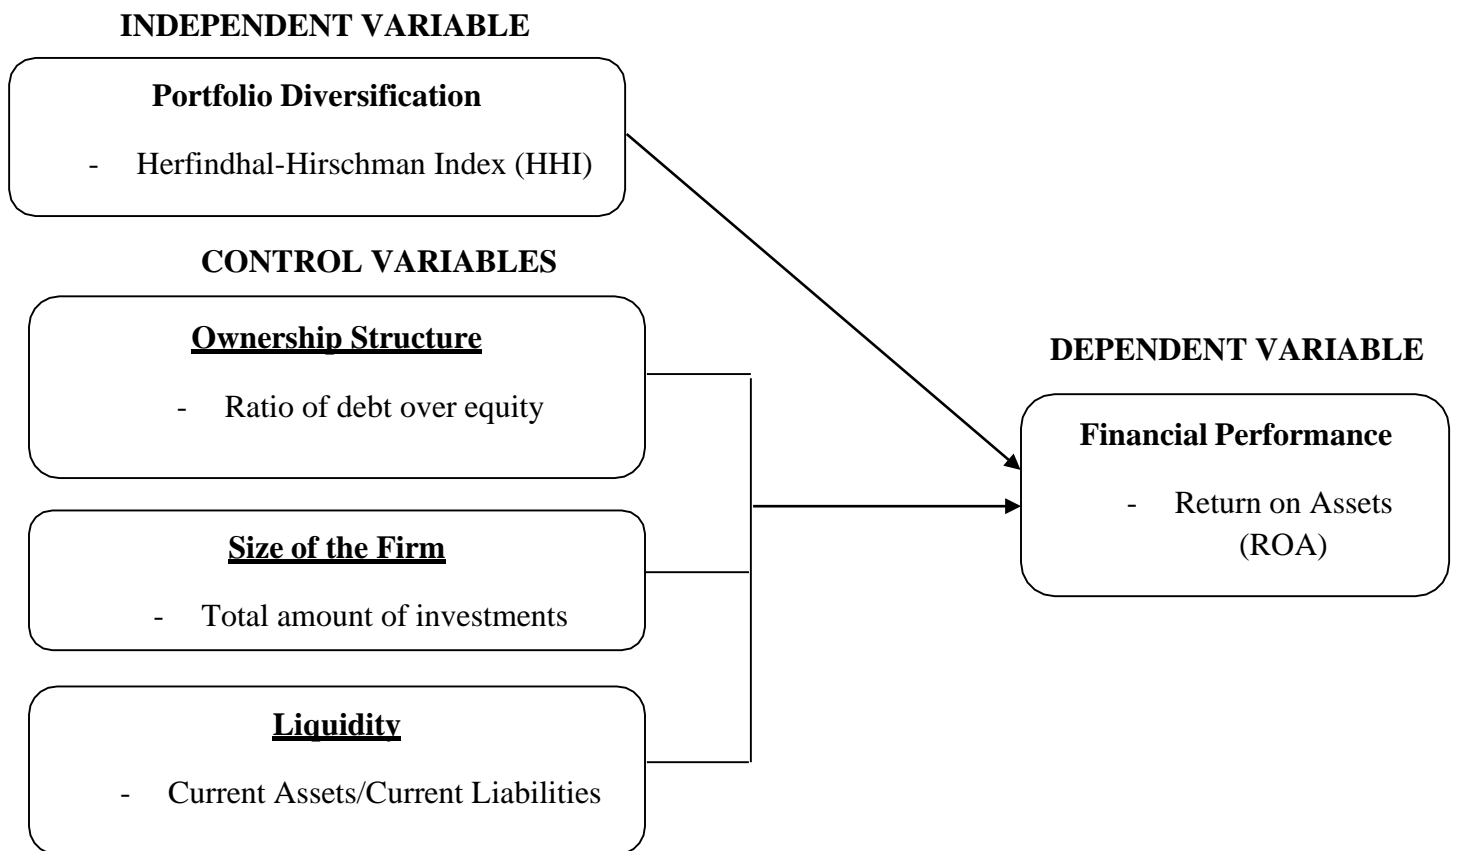 INDEPENDENT VARIABLE
Portfolio Diversification
- Herfindhal-Hirschman Index (HHI)
CONTROL VARIABLES
Ownership Structure
- Ratio of debt over equity
Size of the Firm
- Total amount of investments
Liquidity
- Current Assets/Current Liabilities
DEPENDENT VARIABLE
Financial Performance
- Return on Assets
(ROA)